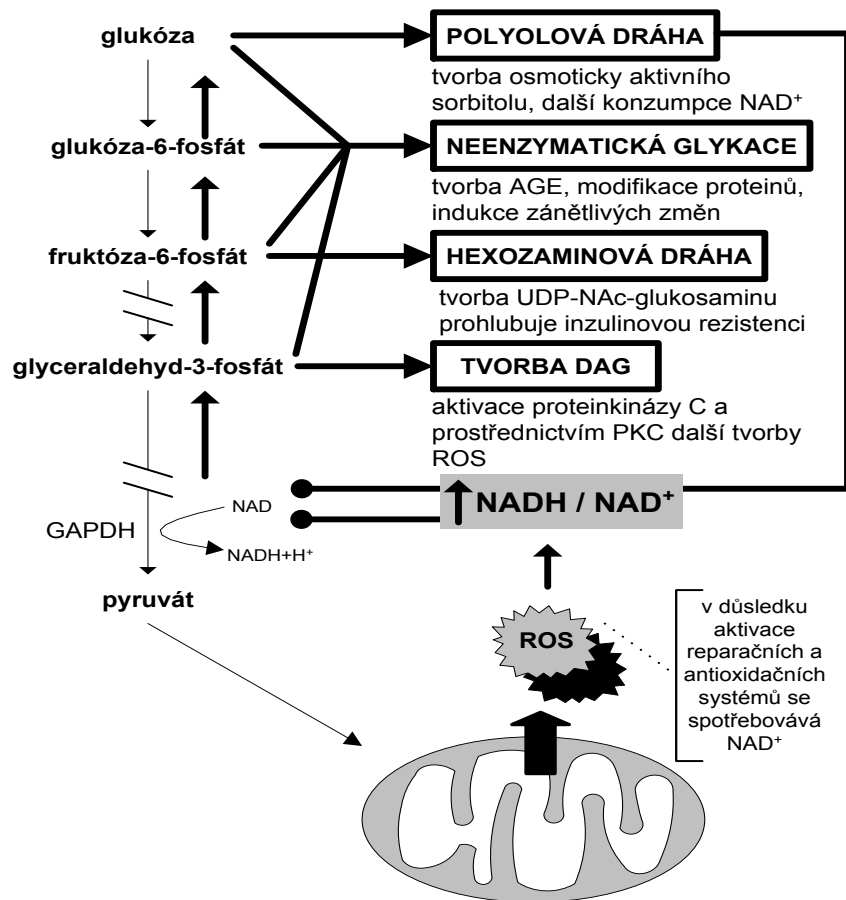 glukóza
POLYOLOVÁ DRÁHA
tvorba osmoticky aktivního
sorbitolu, další konzumpce NAD⁺
glukóza-6-fosfát
NEENZYMATICKÁ GLYKACE
tvorba AGE, modifikace proteinů,
indukce zánětlivých změn
fruktóza-6-fosfát
HEXOZAMINOVÁ DRÁHA
tvorba UDP-NAc-glukosaminu
prohlubuje inzulinovou rezistenci
glyceraldehyd-3-fosfát
TVORBA DAG
aktivace proteinkinázy C a
prostřednictvím PKC další tvorby
ROS
NADH / NAD⁺
NAD
GAPDH
NADH+H⁺
pyruvát
ROS
v důsledku
aktivace
reparačních a
antioxidačních
systémů se
spotřebovává
NAD⁺